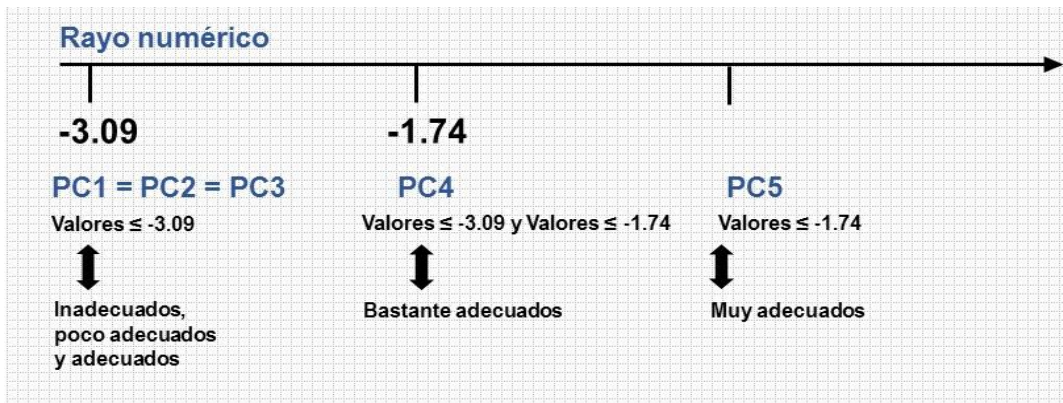 Rayo numérico
-3.09
-1.74
PC1 = PC2 = PC3
PC4
PC5
Valores ≤ -3.09
Valores ≤ -3.09 y Valores ≤ -1.74
Valores ≤ -1.74
Inadecuados,
poco adecuados
y adecuados
Bastante adecuados
Muy adecuados